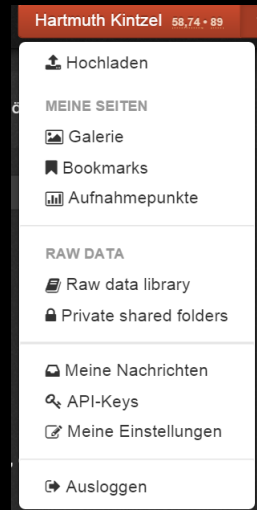 Hartmuth Kintzel 58,74 • 89
Hochladen
MEINE SEITEN
Galerie
Bookmarks
Aufnahmepunkte
RAW DATA
Raw data library
Private shared folders
Meine Nachrichten
API-Keys
Meine Einstellungen
Ausloggen